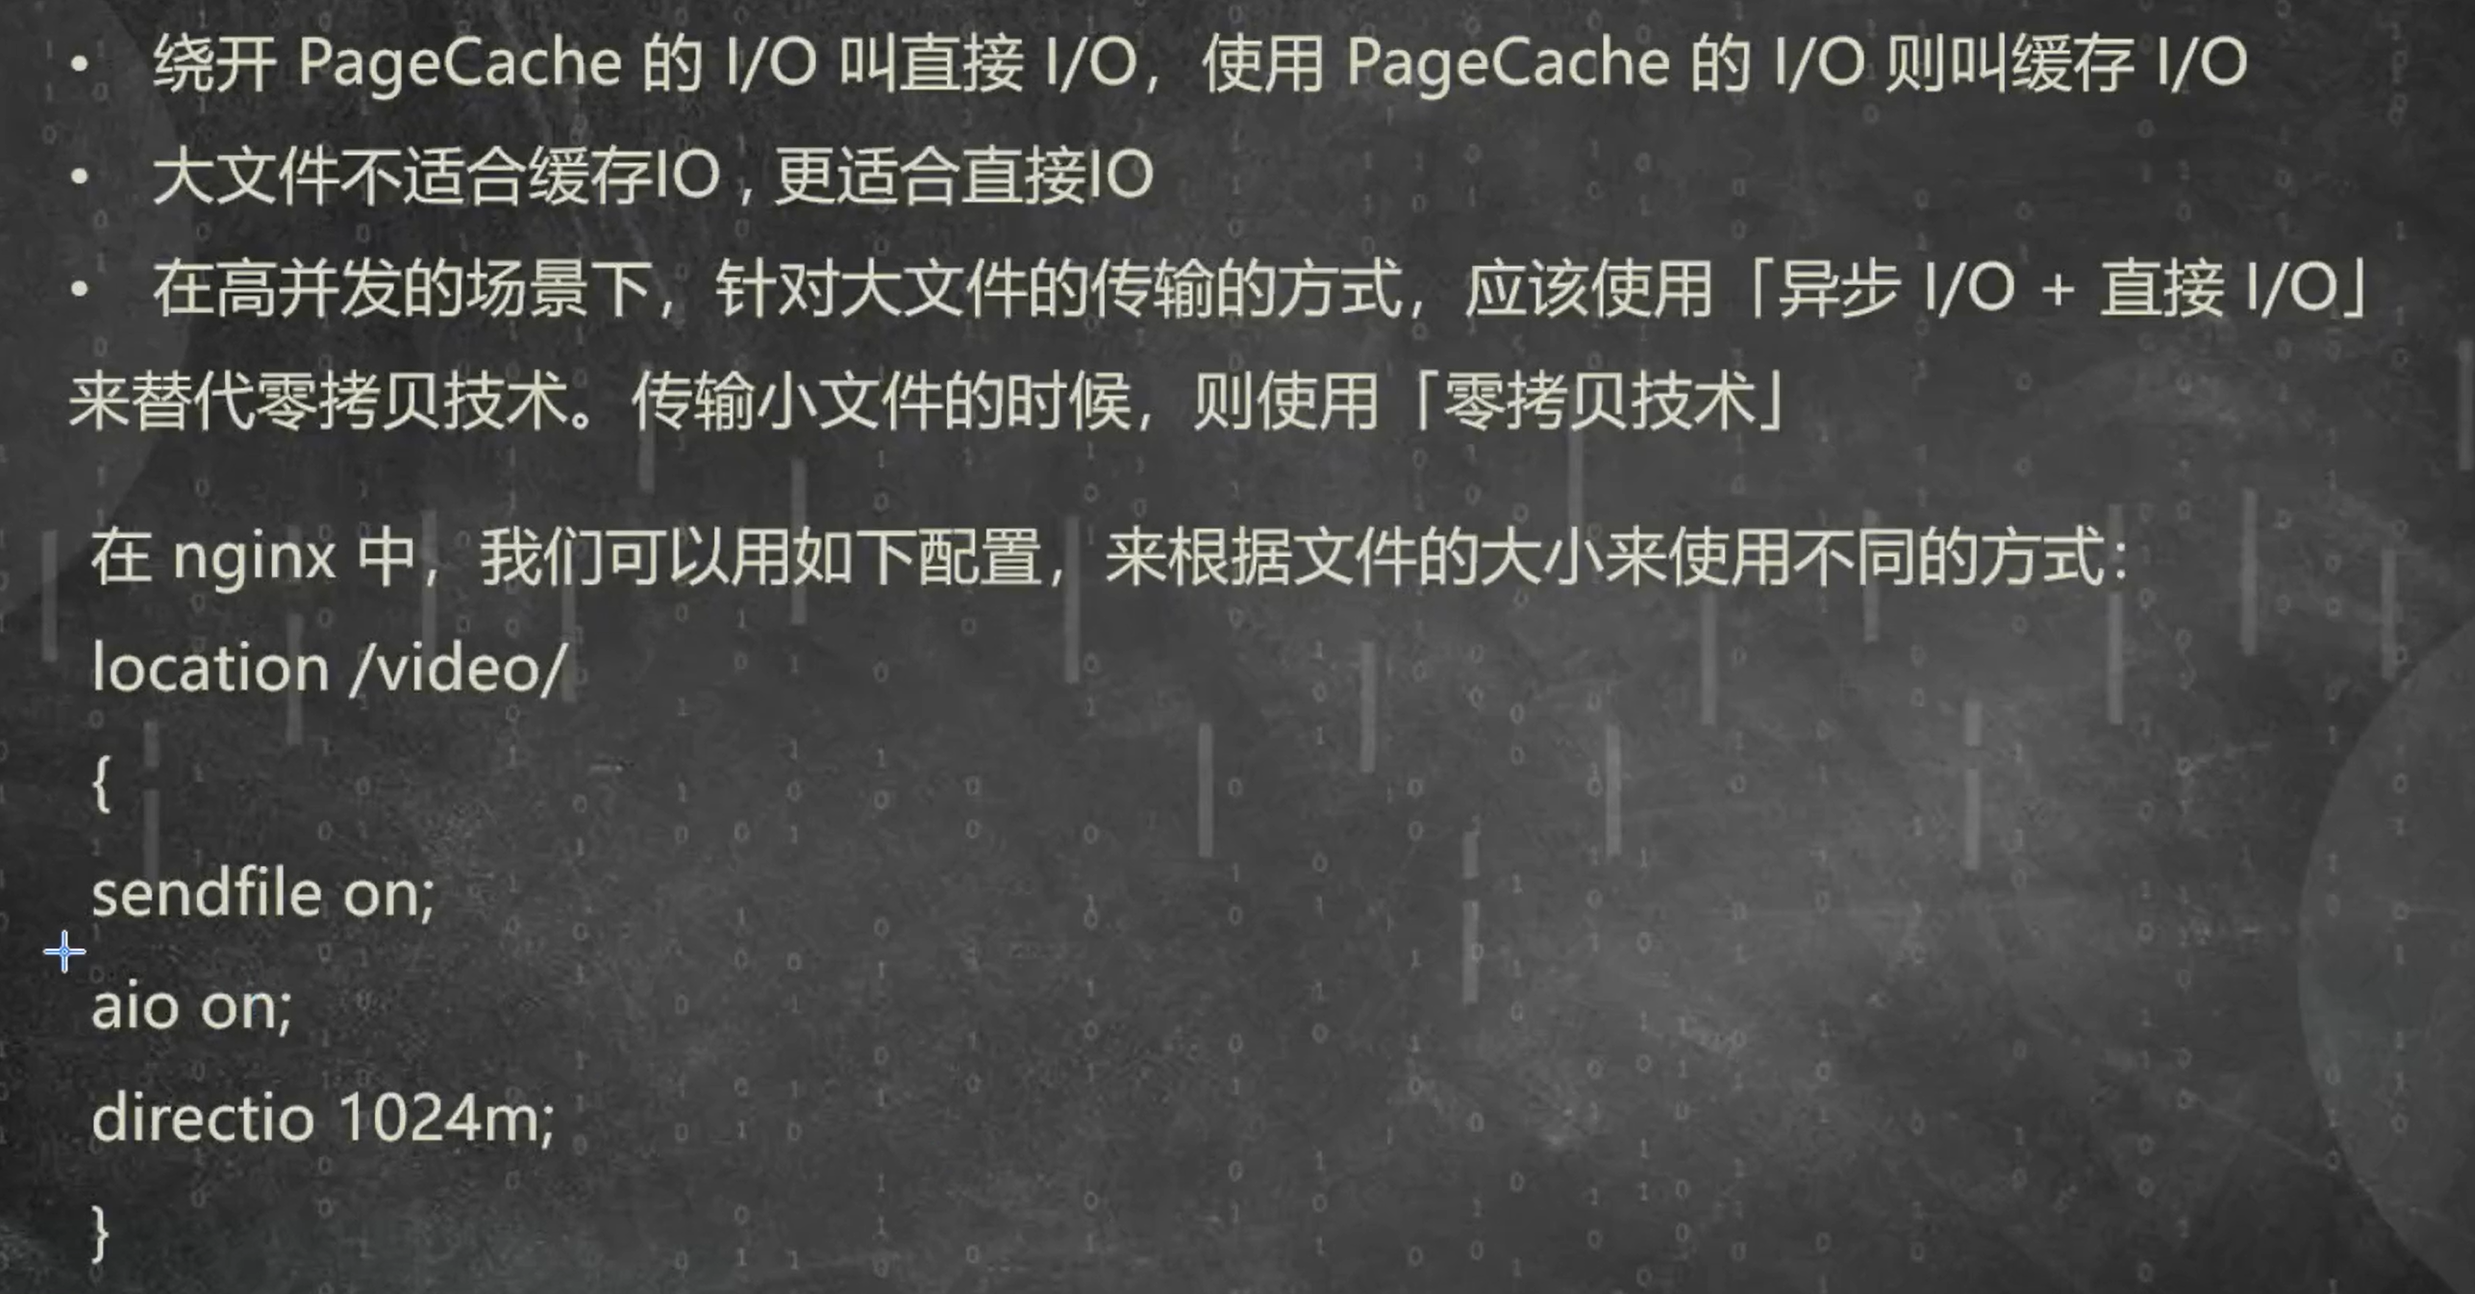 • 绕开 PageCache 的 I/O 叫直接 I/O，使用 PageCache 的 I/O 则叫缓存 I/O
• 大文件不适合缓存IO , 更适合直接IO
• 在高并发的场景下，针对大文件的传输的方式，应该使用「异步 I/O + 直接 I/O」
来替代零拷贝技术。传输小文件的时候，则使用「零拷贝技术」
在 nginx 中，我们可以用如下配置，来根据文件的大小来使用不同的方式：
location /video/
{
sendfile on;
aio on;
directio 1024m;
}